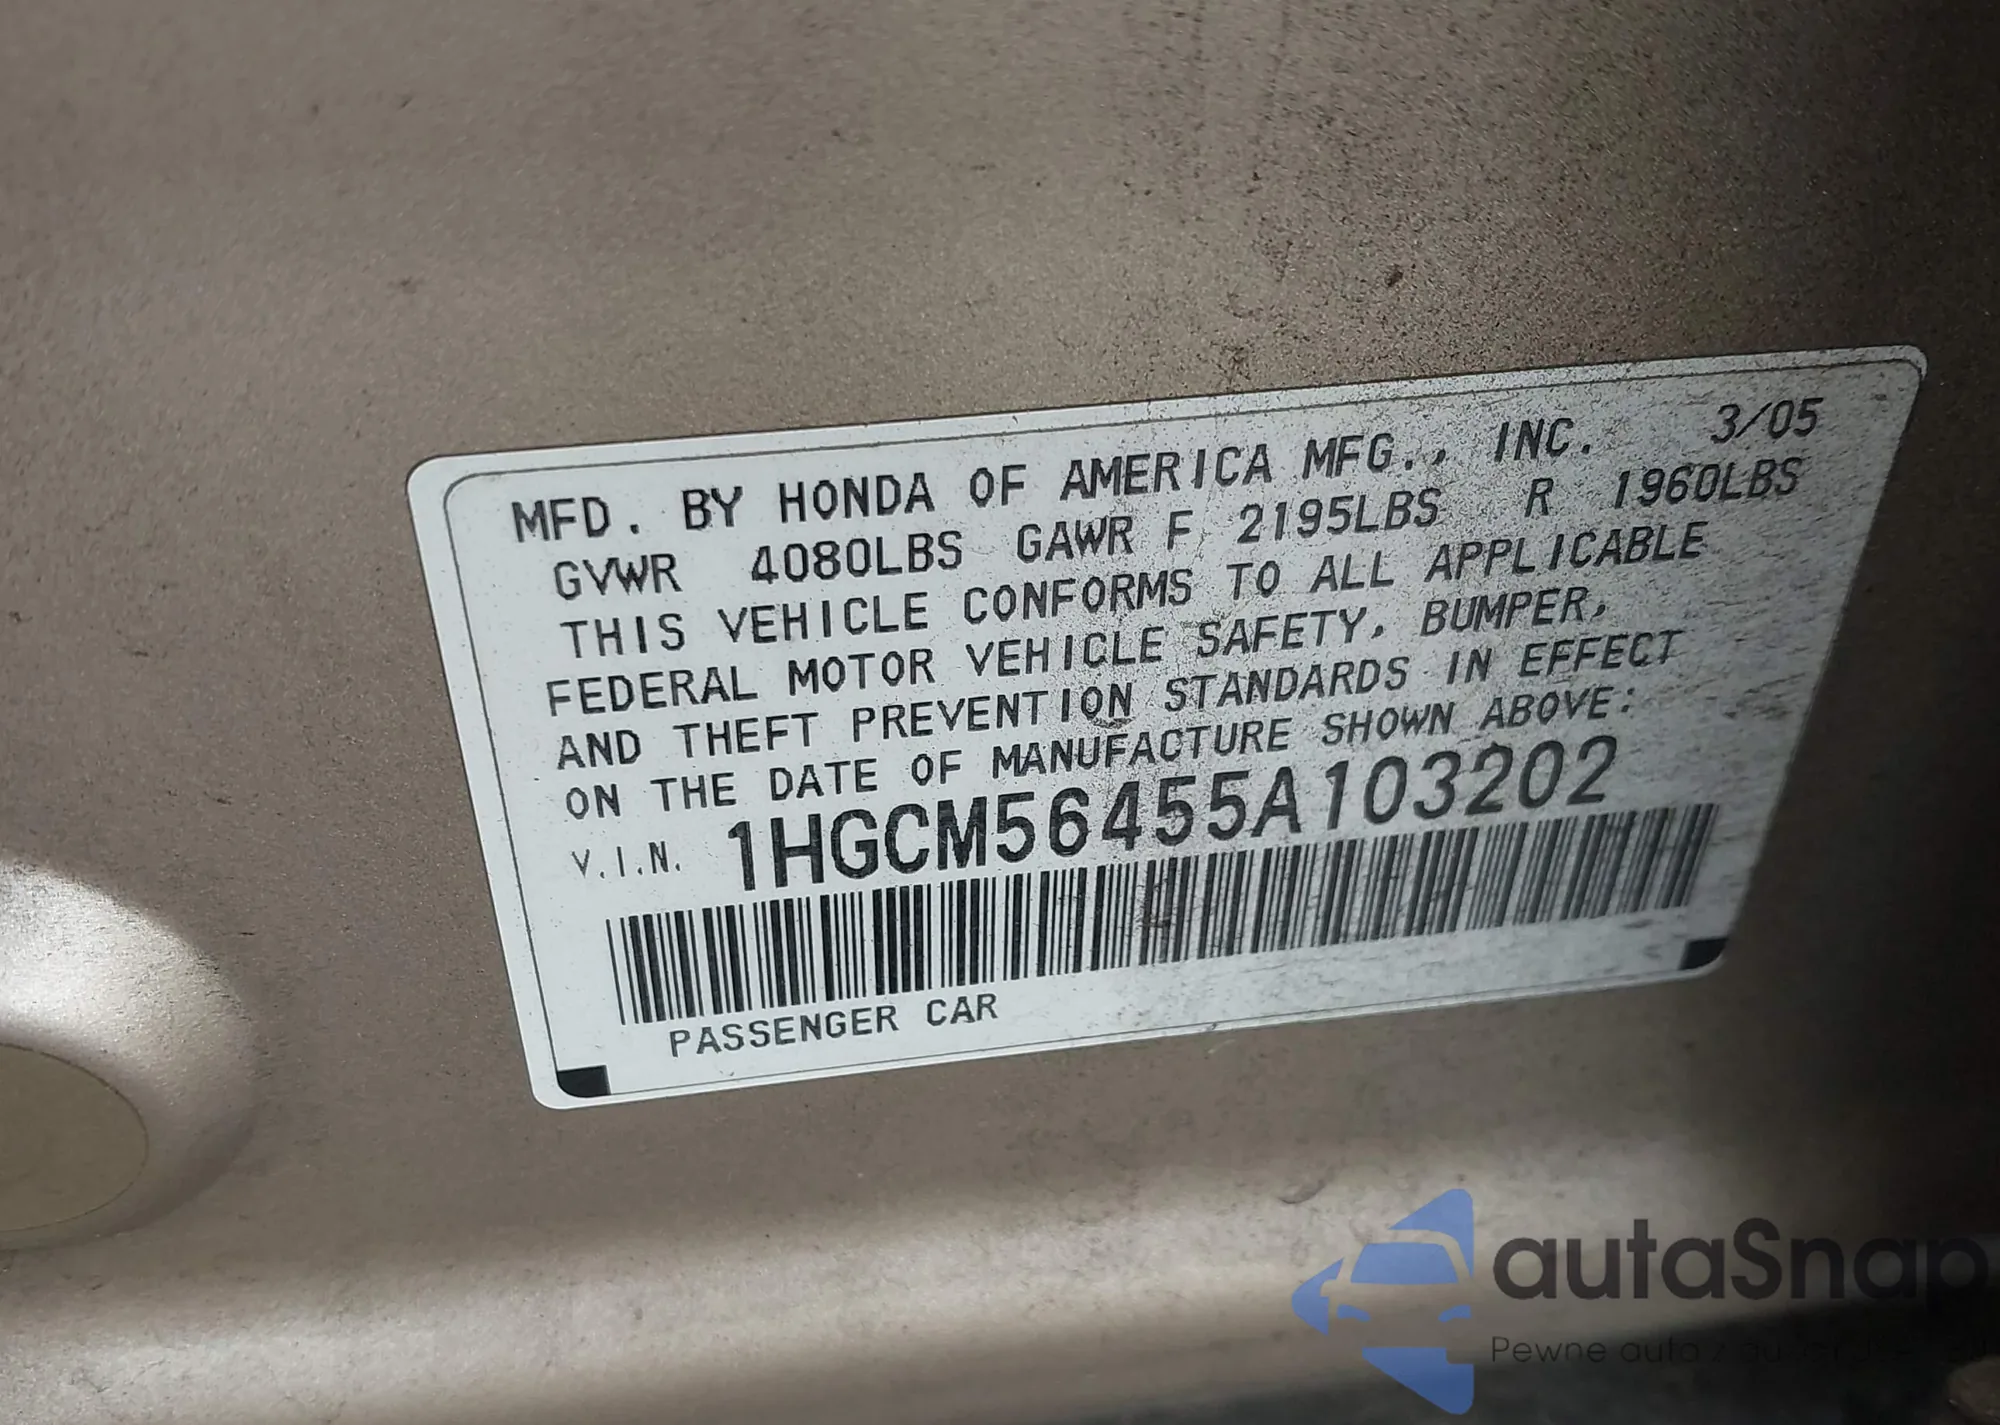 MFD. BY HONDA OF AMERICA MFG., INC. 3/05
GVWR 4080LBS GAWR F 2195LBS R 1960LBS
THIS VEHICLE CONFORMS TO ALL APPLICABLE
FEDERAL MOTOR VEHICLE SAFETY, BUMPER,
AND THEFT PREVENTION STANDARDS IN EFFECT
ON THE DATE OF MANUFACTURE SHOWN ABOVE:
V.I.N. 1HGCM56455A103202
PASSENGER CAR
autaSnap
Pewne auta z